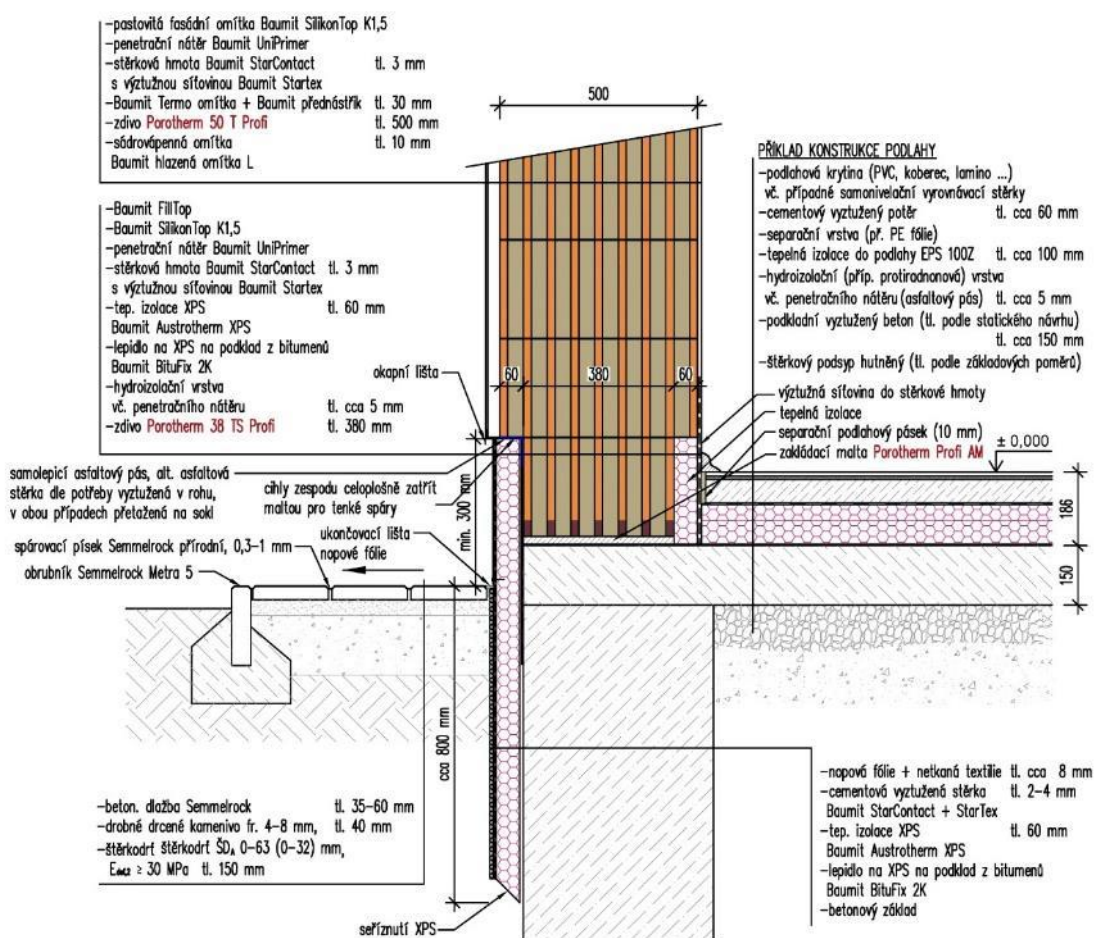 -pastovitá fasádní omítka Baumit SilikonTop K1,5
-penetrační nátěr Baumit UniPrimer
-stěrková hmota Baumit StarContact tl. 3 mm
s výztužnou síťovinou Baumit Startex
-Baumit Termo omítka + Baumit přednástřik tl. 30 mm
-zdivo Porotherm 50 T Profi tl. 500 mm
-sádrovápenná omítka tl. 10 mm
Baumit hlazená omítka L
-Baumit FillTop
-Baumit SilikonTop K1,5
-penetrační nátěr Baumit UniPrimer
-stěrková hmota Baumit StarContact tl. 3 mm
s výztužnou síťovinou Baumit Startex
-tep. izolace XPS tl. 60 mm
Baumit Austrotherm XPS
-lepidlo na XPS na podklad z bitumenů
Baumit BituFix 2K
-hydroizolační vrstva
vč. penetračního nátěru tl. cca 5 mm
-zdivo Porotherm 38 TS Profi tl. 380 mm
500
PŘÍKLAD KONSTRUKCE PODLAHY
-podlahová krytina (PVC, koberec, lamino ...)
vč. případné samonivelační vyrovnávací stěrky
-cementový vyztužený potěr tl. cca 60 mm
-separační vrstva (př. PE fólie)
-tepelná izolace do podlahy EPS 100Z tl. cca 100 mm
-hydroizolační (příp. protiradnonová) vrstva
vč. penetračního nátěru (asfaltový pás) tl. cca 5 mm
-podkladní vyztužený beton (tl. podle statického návrhu)
tl. cca 150 mm
-štěrkový podsyp hutněný (tl. podle základových poměrů)
60 380 60
okapní lišta
výztužná síťovina do stěrkové hmoty
tepelná izolace
separační podlahový pásek (10 mm)
zakládací malta Porotherm Profi AM
± 0,000
186
150
samolepicí asfaltový pás, alt. asfaltová
stěrka dle potřeby vyztužená v rohu,
v obou případech přetažená na sokl
cihly zespodu celoplošně zatřít
maltou pro tenké spáry
min. 300 mm
ukončovací lišta
nopové fólie
spárovací písek Semmelrock přírodní, 0,3-1 mm
obrubník Semmelrock Metra 5
cca 800 mm
-beton. dlažba Semmelrock tl. 35-60 mm
-drobné drcené kamenivo fr. 4-8 mm, tl. 40 mm
-štěrkodrť štěrkodrť ŠDA 0-63 (0-32) mm,
≥ 30 MPa tl. 150 mm
seříznutí XPS
-nopová fólie + netkaná textilie tl. cca 8 mm
-cementová vyztužená stěrka tl. 2-4 mm
Baumit StarContact + StarTex
-tep. izolace XPS tl. 60 mm
Baumit Austrotherm XPS
-lepidlo na XPS na podklad z bitumenů
Baumit BituFix 2K
-betonový základ